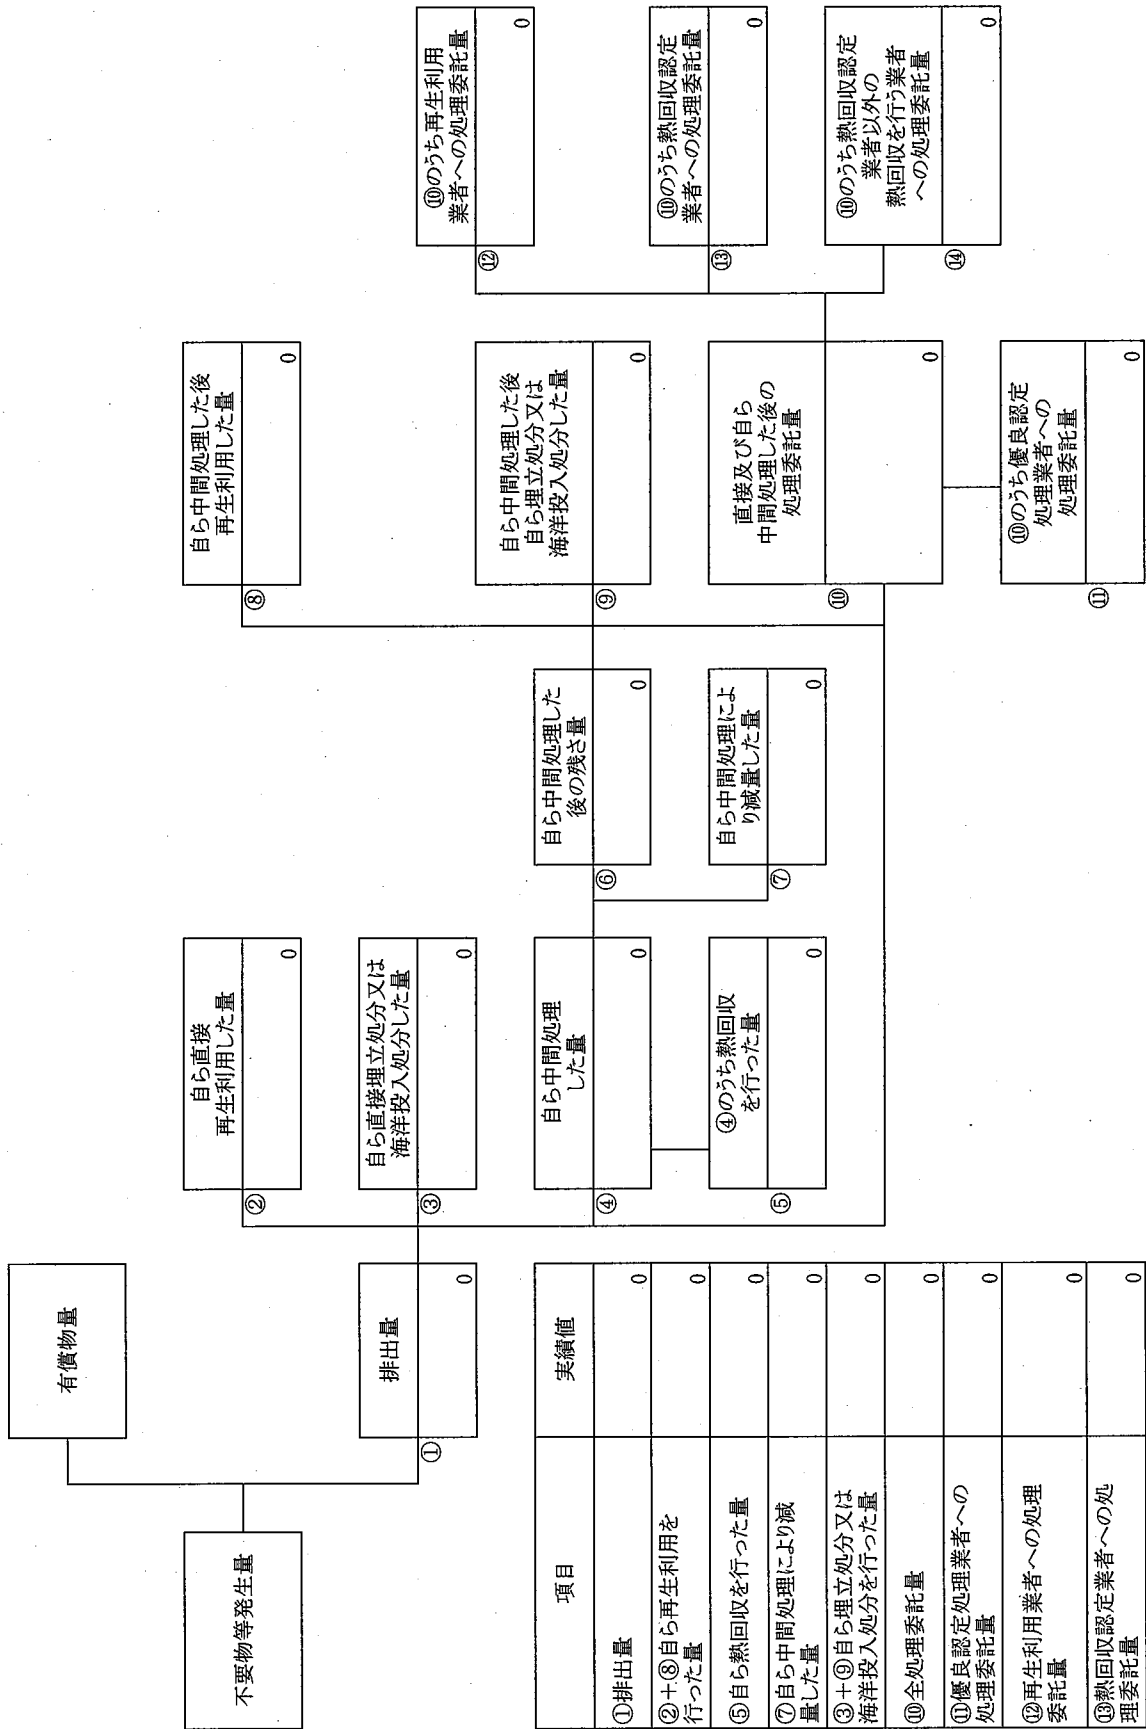 不要物等発生量
有償物量
①
排出量
0
②
自ら直接
再生利用した量
0
③
自ら直接埋立処分又は
海洋投入処分した量
0
④
自ら中間処理
した量
0
⑤
④のうち熱回収
を行った量
0
⑥
自ら中間処理した
後の残さ量
0
⑦
自ら中間処理によ
り減量した量
0
⑧
自ら中間処理した後
再生利用した量
0
⑨
自ら中間処理した後
自ら埋立処分又は
海洋投入処分した量
0
⑩
直接及び自ら
中間処理した後の
処理委託量
0
⑪
⑩のうち優良認定
処理業者への
処理委託量
0
⑫
⑩のうち再生利用
業者への処理委託量
0
⑬
⑩のうち熱回収認定
業者への処理委託量
0
⑭
⑩のうち熱回収認定
業者以外の
熱回収を行う業者
への処理委託量
0
項目 実績値
①排出量 0
②+⑧自ら再生利用を
行った量 0
⑤自ら熱回収を行った量 0
⑦自ら中間処理により減
量した量 0
③+⑨自ら埋立処分又は
海洋投入処分を行った量 0
⑩全処理委託量 0
⑪優良認定処理業者への
処理委託量 0
⑫再生利用業者への処理
委託量 0
⑬熱回収認定業者への処
理委託量 0